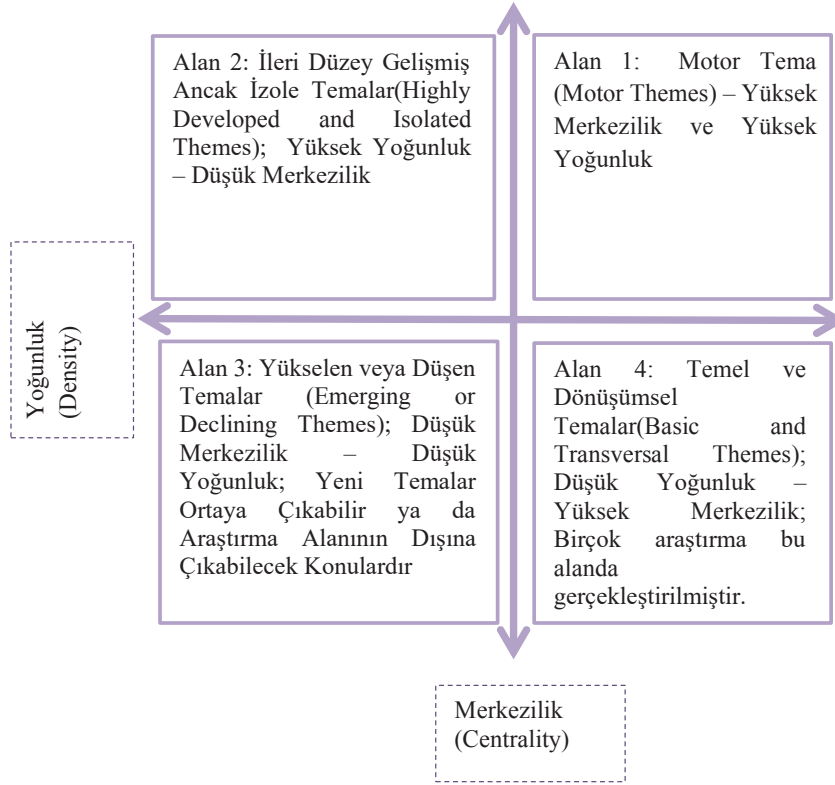 Alan 2: İleri Düzey Gelişmiş
Ancak İzole Temalar(Highly
Developed and Isolated
Themes); Yüksek Yoğunluk
– Düşük Merkezilik
Alan 1: Motor Tema
(Motor Themes) – Yüksek
Merkezilik ve Yüksek
Yoğunluk
Yoğunluk
(Density)
Alan 3: Yükselen veya Düşen
Temalar (Emerging or
Declining Themes); Düşük
Merkezilik – Düşük
Yoğunluk; Yeni Temalar
Ortaya Çıkabilir ya da
Araştırma Alanının Dışına
Çıkabilecek Konulardır
Alan 4: Temel ve
Dönüşümsel
Temalar(Basic and
Transversal Themes);
Düşük Yoğunluk –
Yüksek Merkezilik;
Birçok araştırma bu
alanda
gerçekleştirilmiştir.
Merkezilik
(Centrality)